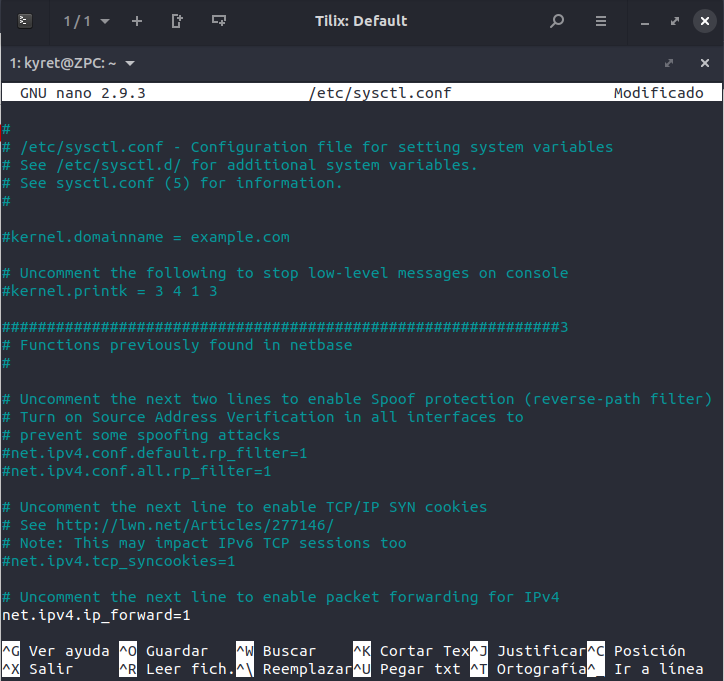 1 / 1
Tilix: Default
1: kyret@ZPC: ~
GNU nano 2.9.3 /etc/sysctl.conf Modificado
#
# /etc/sysctl.conf - Configuration file for setting system variables
# See /etc/sysctl.d/ for additional system variables.
# See sysctl.conf (5) for information.
#
#kernel.domainname = example.com
# Uncomment the following to stop low-level messages on console
#kernel.printk = 3 4 1 3
##############################################################3
# Functions previously found in netbase
#
# Uncomment the next two lines to enable Spoof protection (reverse-path filter)
# Turn on Source Address Verification in all interfaces to
# prevent some spoofing attacks
#net.ipv4.conf.default.rp_filter=1
#net.ipv4.conf.all.rp_filter=1
# Uncomment the next line to enable TCP/IP SYN cookies
# See http://lwn.net/Articles/277146/
# Note: This may impact IPv6 TCP sessions too
#net.ipv4.tcp_syncookies=1
# Uncomment the next line to enable packet forwarding for IPv4
net.ipv4.ip_forward=1
^G Ver ayuda ^O Guardar ^W Buscar ^K Cortar Tex^J Justificar^C Posición
^X Salir ^R Leer fich.^\ Reemplazar^U Pegar txt ^T Ortografía^_ Ir a línea